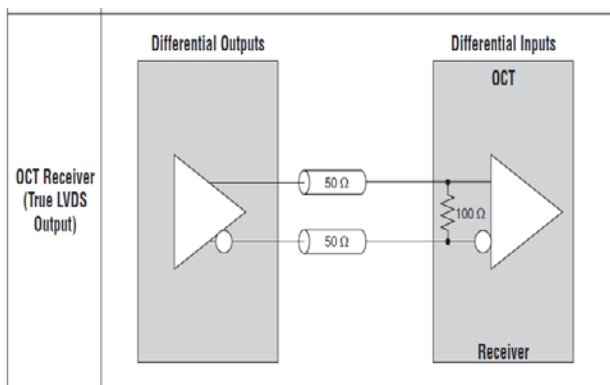 Differential Outputs
Differential Inputs
OCT
OCT Receiver
(True LVDS
Output)
50 Ω
100 Ω
50 Ω
Receiver